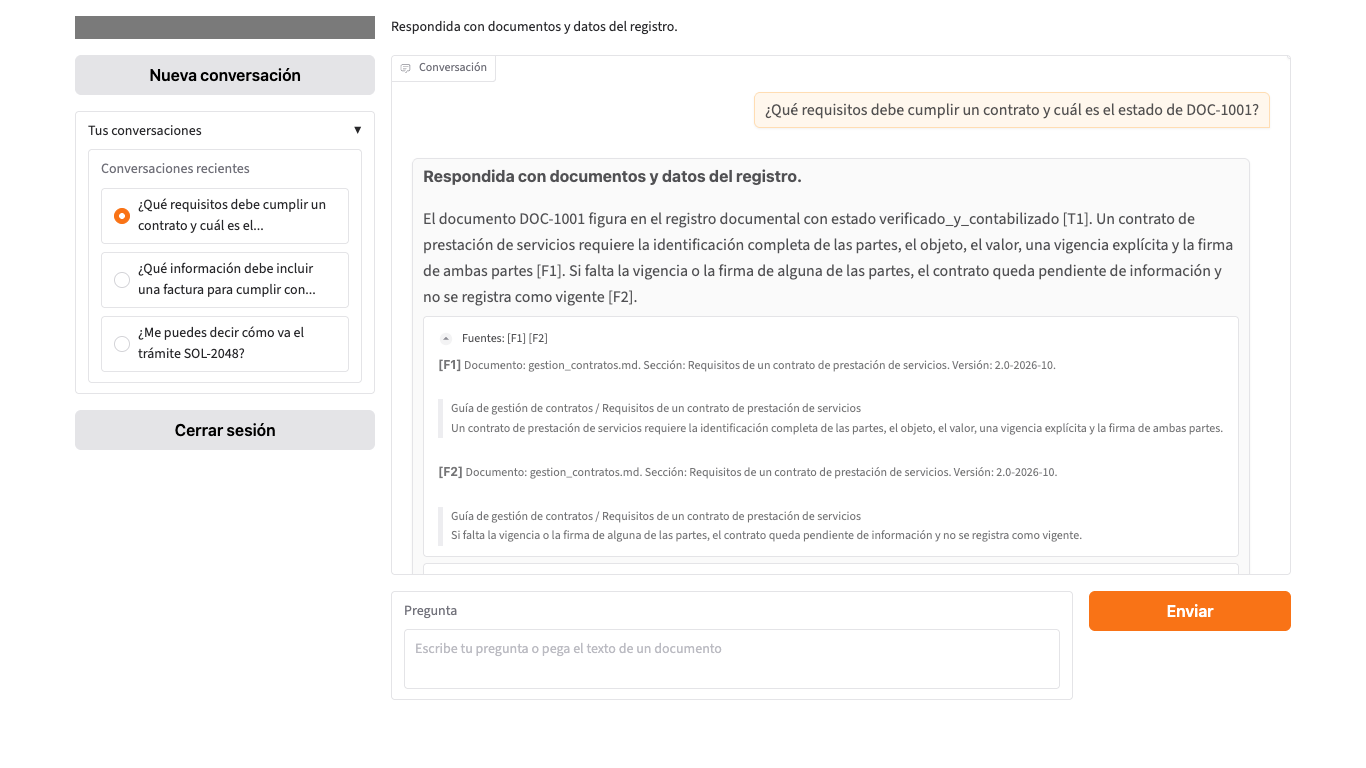 Respondida con documentos y datos del registro.
Nueva conversación
Tus conversaciones
▼
Conversaciones recientes
¿Qué requisitos debe cumplir un
contrato y cuál es el el...
¿Qué información debe incluir
una factura para cumplir con...
¿Me puedes decir cómo va el
trámite SOL-2048?
Cerrar sesión
Conversación
¿Qué requisitos debe cumplir un contrato y cuál es el estado de DOC-1001?
Respondida con documentos y datos del registro.
El documento DOC-1001 figura en el registro documental con estado verificado_y_contabilizado [T1]. Un contrato de
prestación de servicios requiere la identificación completa de las partes, el objeto, el valor, una vigencia explícita y la firma
de ambas partes [F1]. Si falta la vigencia o la firma de alguna de las partes, el contrato queda pendiente de información y
no se registra como vigente [F2].
Fuentes: [F1] [F2]
[F1] Documento: gestion_contratos.md. Sección: Requisitos de un contrato de prestación de servicios. Versión: 2.0-2026-10.
Guía de gestión de contratos / Requisitos de un contrato de prestación de servicios
Un contrato de prestación de servicios requiere la identificación completa de las partes, el objeto, el valor, una vigencia explícita y la firma de ambas partes.
[F2] Documento: gestion_contratos.md. Sección: Requisitos de un contrato de prestación de servicios. Versión: 2.0-2026-10.
Guía de gestión de contratos / Requisitos de un contrato de prestación de servicios
Si falta la vigencia o la firma de alguna de las partes, el contrato queda pendiente de información y no se registra como vigente.
Pregunta
Escribe tu pregunta o pega el texto de un documento
Enviar